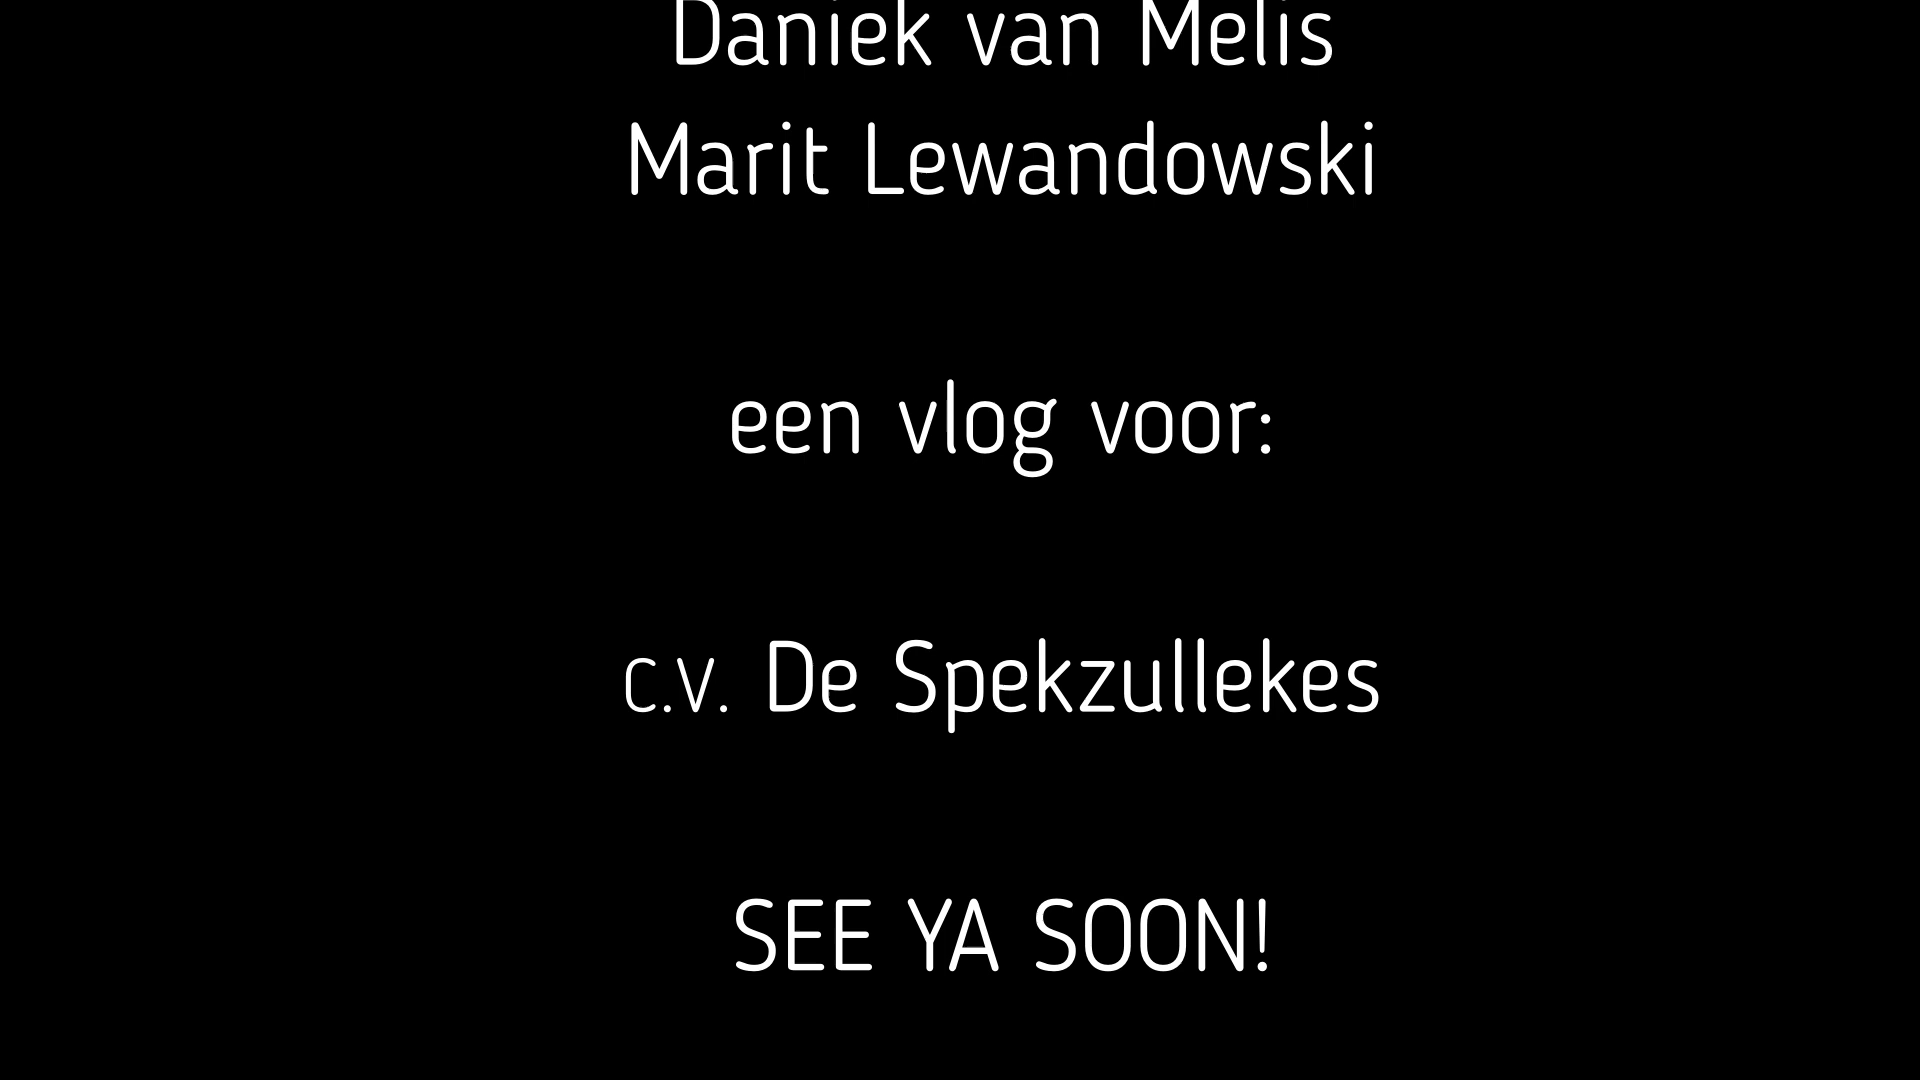 Daniek van Melis
Marit Lewandowski
een vlog voor:
C.V. De Spekzullekes
SEE YA SOON!